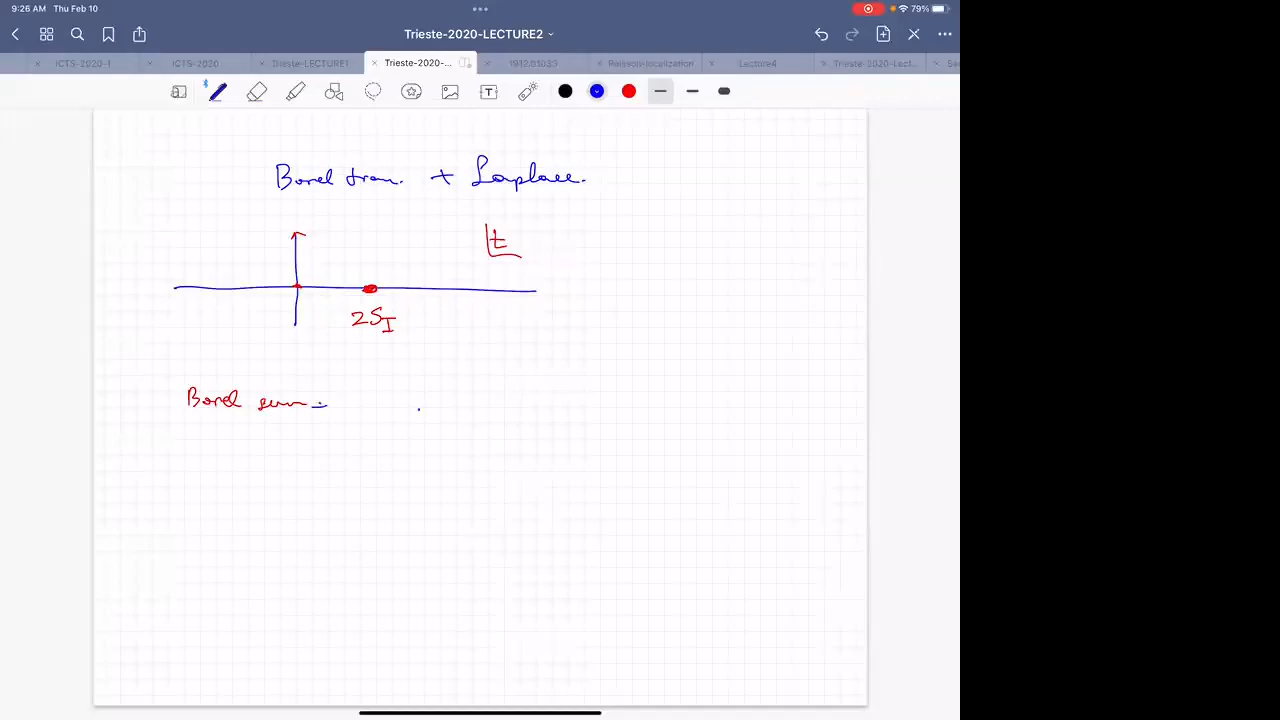 9:26 AM Thu Feb 10
79%
Trieste-2020-LECTURE2
ICTS-2020-1
ICTS-2020
Trieste-LECTURE1
Trieste-2020-...
1912.01033
Lecture4
Trieste-2020-Lect...
T
Borel tran. + Laplace.
t
2S_I
Borel sum =